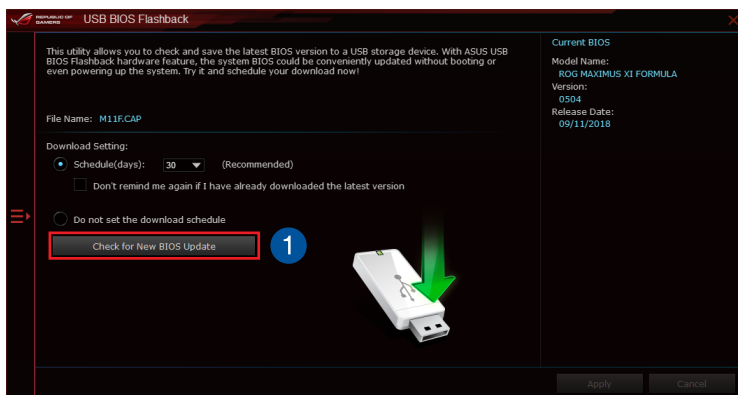 REPUBLIC OF
GAMERS
USB BIOS Flashback
This utility allows you to check and save the latest BIOS version to a USB storage device. With ASUS USB
BIOS Flashback hardware feature, the system BIOS could be conveniently updated without booting or
even powering up the system. Try it and schedule your download now!
File Name: M11F.CAP
Download Setting:
Schedule(days): 30 (Recommended)
Don't remind me again if I have already downloaded the latest version
Do not set the download schedule
Check for New BIOS Update
1
Current BIOS
Model Name:
ROG MAXIMUS XI FORMULA
Version:
0504
Release Date:
09/11/2018
Apply
Cancel